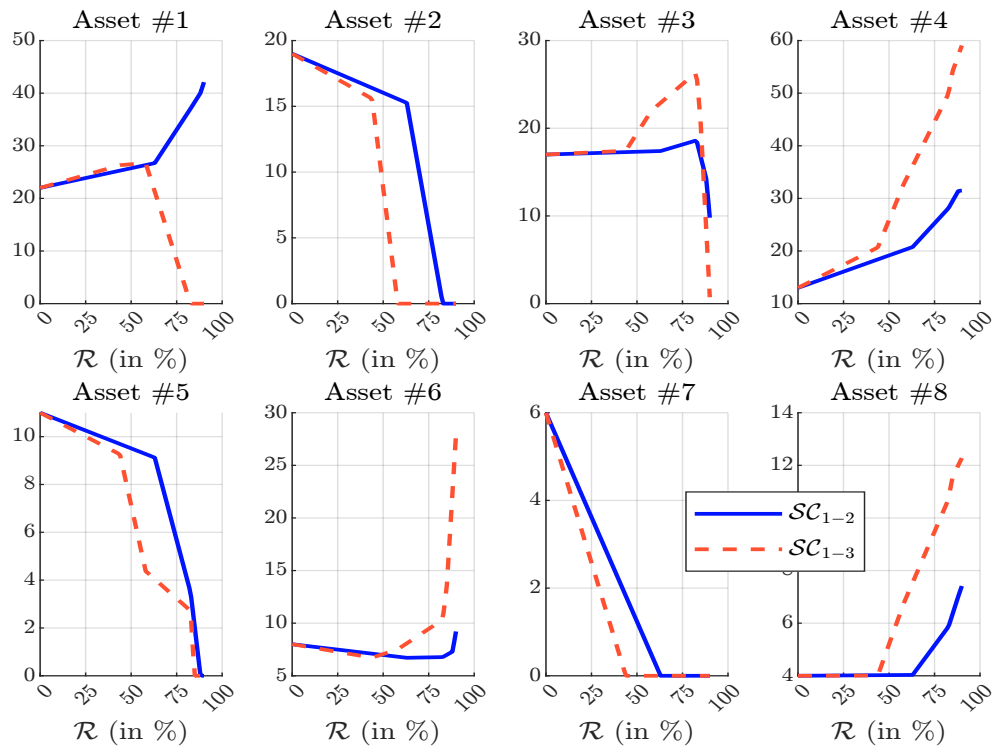 Asset #1 Asset #2 Asset #3 Asset #4
50 20 30 60
40 15 20 50
30 10 10 40
20 5 0 30
10 0 20
0 10
0 25 50 75 100 0 25 50 75 100 0 25 50 75 100 0 25 50 75 100
R (in %) R (in %) R (in %) R (in %)
Asset #5 Asset #6 Asset #7 Asset #8
10 30 6 14
8 25 4 12
6 20 2 8
4 15 0 6
2 10 4
0 5
SC1−2
SC1−3
0 25 50 75 100 0 25 50 75 100 0 25 50 75 100 0 25 50 75 100
R (in %) R (in %) R (in %) R (in %)